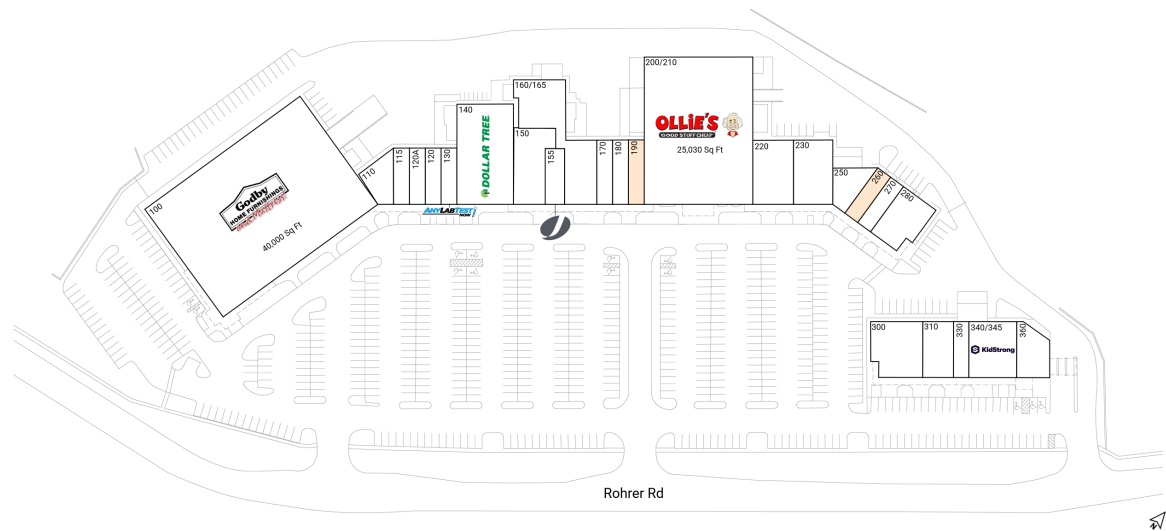 200/210
OLLiE'S
GOOD STUFF CHEAP
25,030 Sq Ft
160/165
140
DOLLAR TREE
150
155
170
180
190
220
230
115
120A
120
130
110
ANYLABTEST
NOW
100
Godby
HOME FURNISHINGS
40,000 Sq Ft
250
260
270
280
300
310
330
340/345
KidStrong
360
Rohrer Rd
N